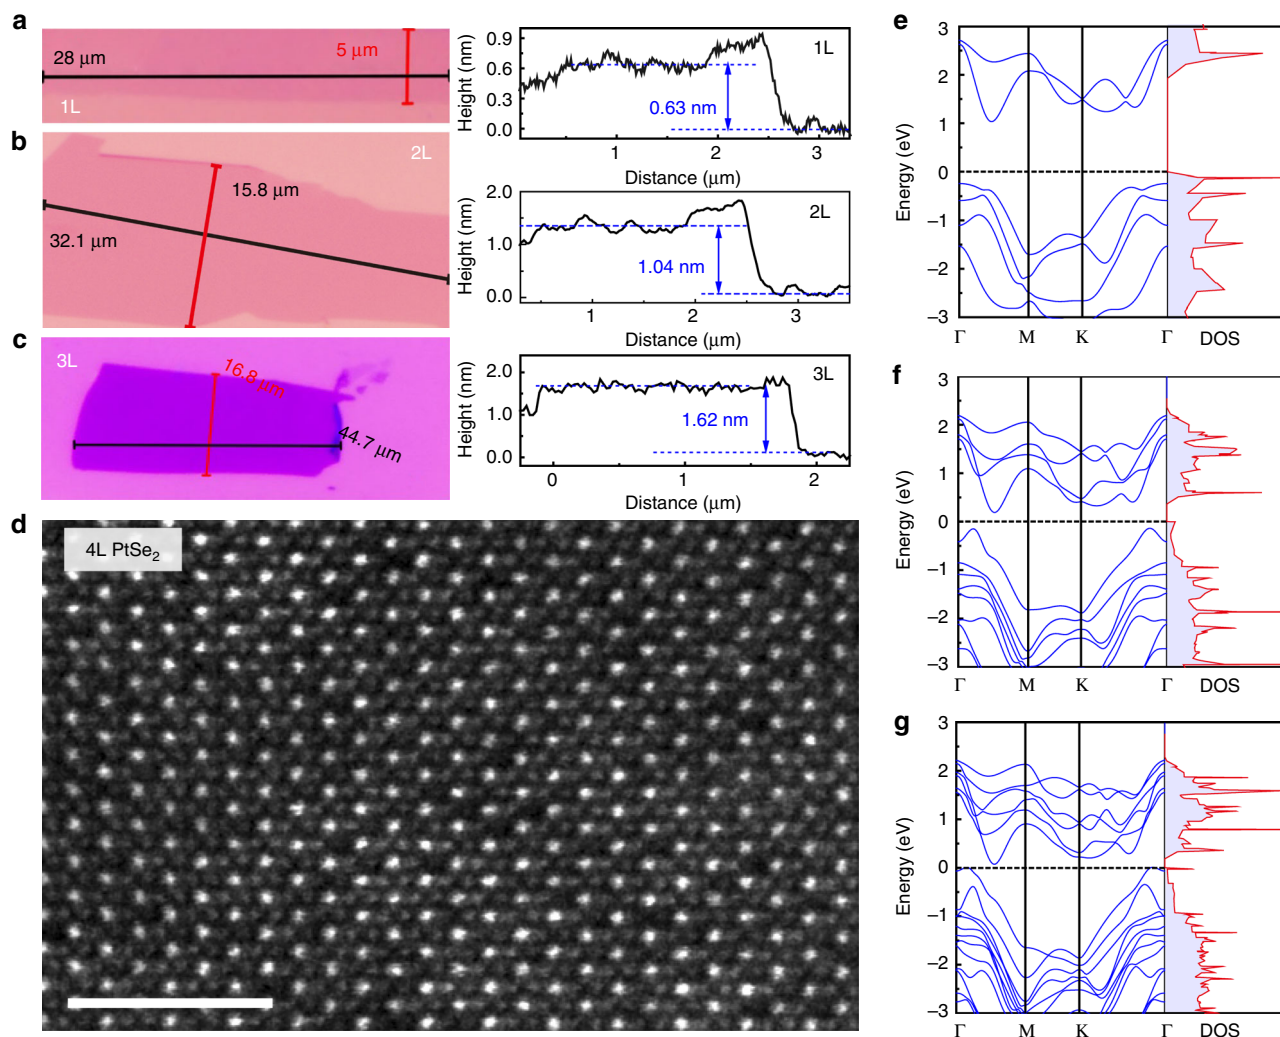 a
28 μm
5 μm
1L
Height (nm)
0.9
0.6
0.3
0.0
1L
0.63 nm
1
2
3
Distance (μm)
b
2L
15.8 μm
32.1 μm
Height (nm)
2.0
1.0
0.0
2L
1.04 nm
1
2
3
Distance (μm)
c
3L
16.8 μm
44.7 μm
Height (nm)
2.0
1.0
0.0
3L
1.62 nm
0
1
2
Distance (μm)
d
4L PtSe2
e
Energy (eV)
3
2
1
0
–1
–2
–3
Γ M K Γ DOS
f
Energy (eV)
3
2
1
0
–1
–2
–3
Γ M K Γ DOS
g
Energy (eV)
3
2
1
0
–1
–2
–3
Γ M K Γ DOS